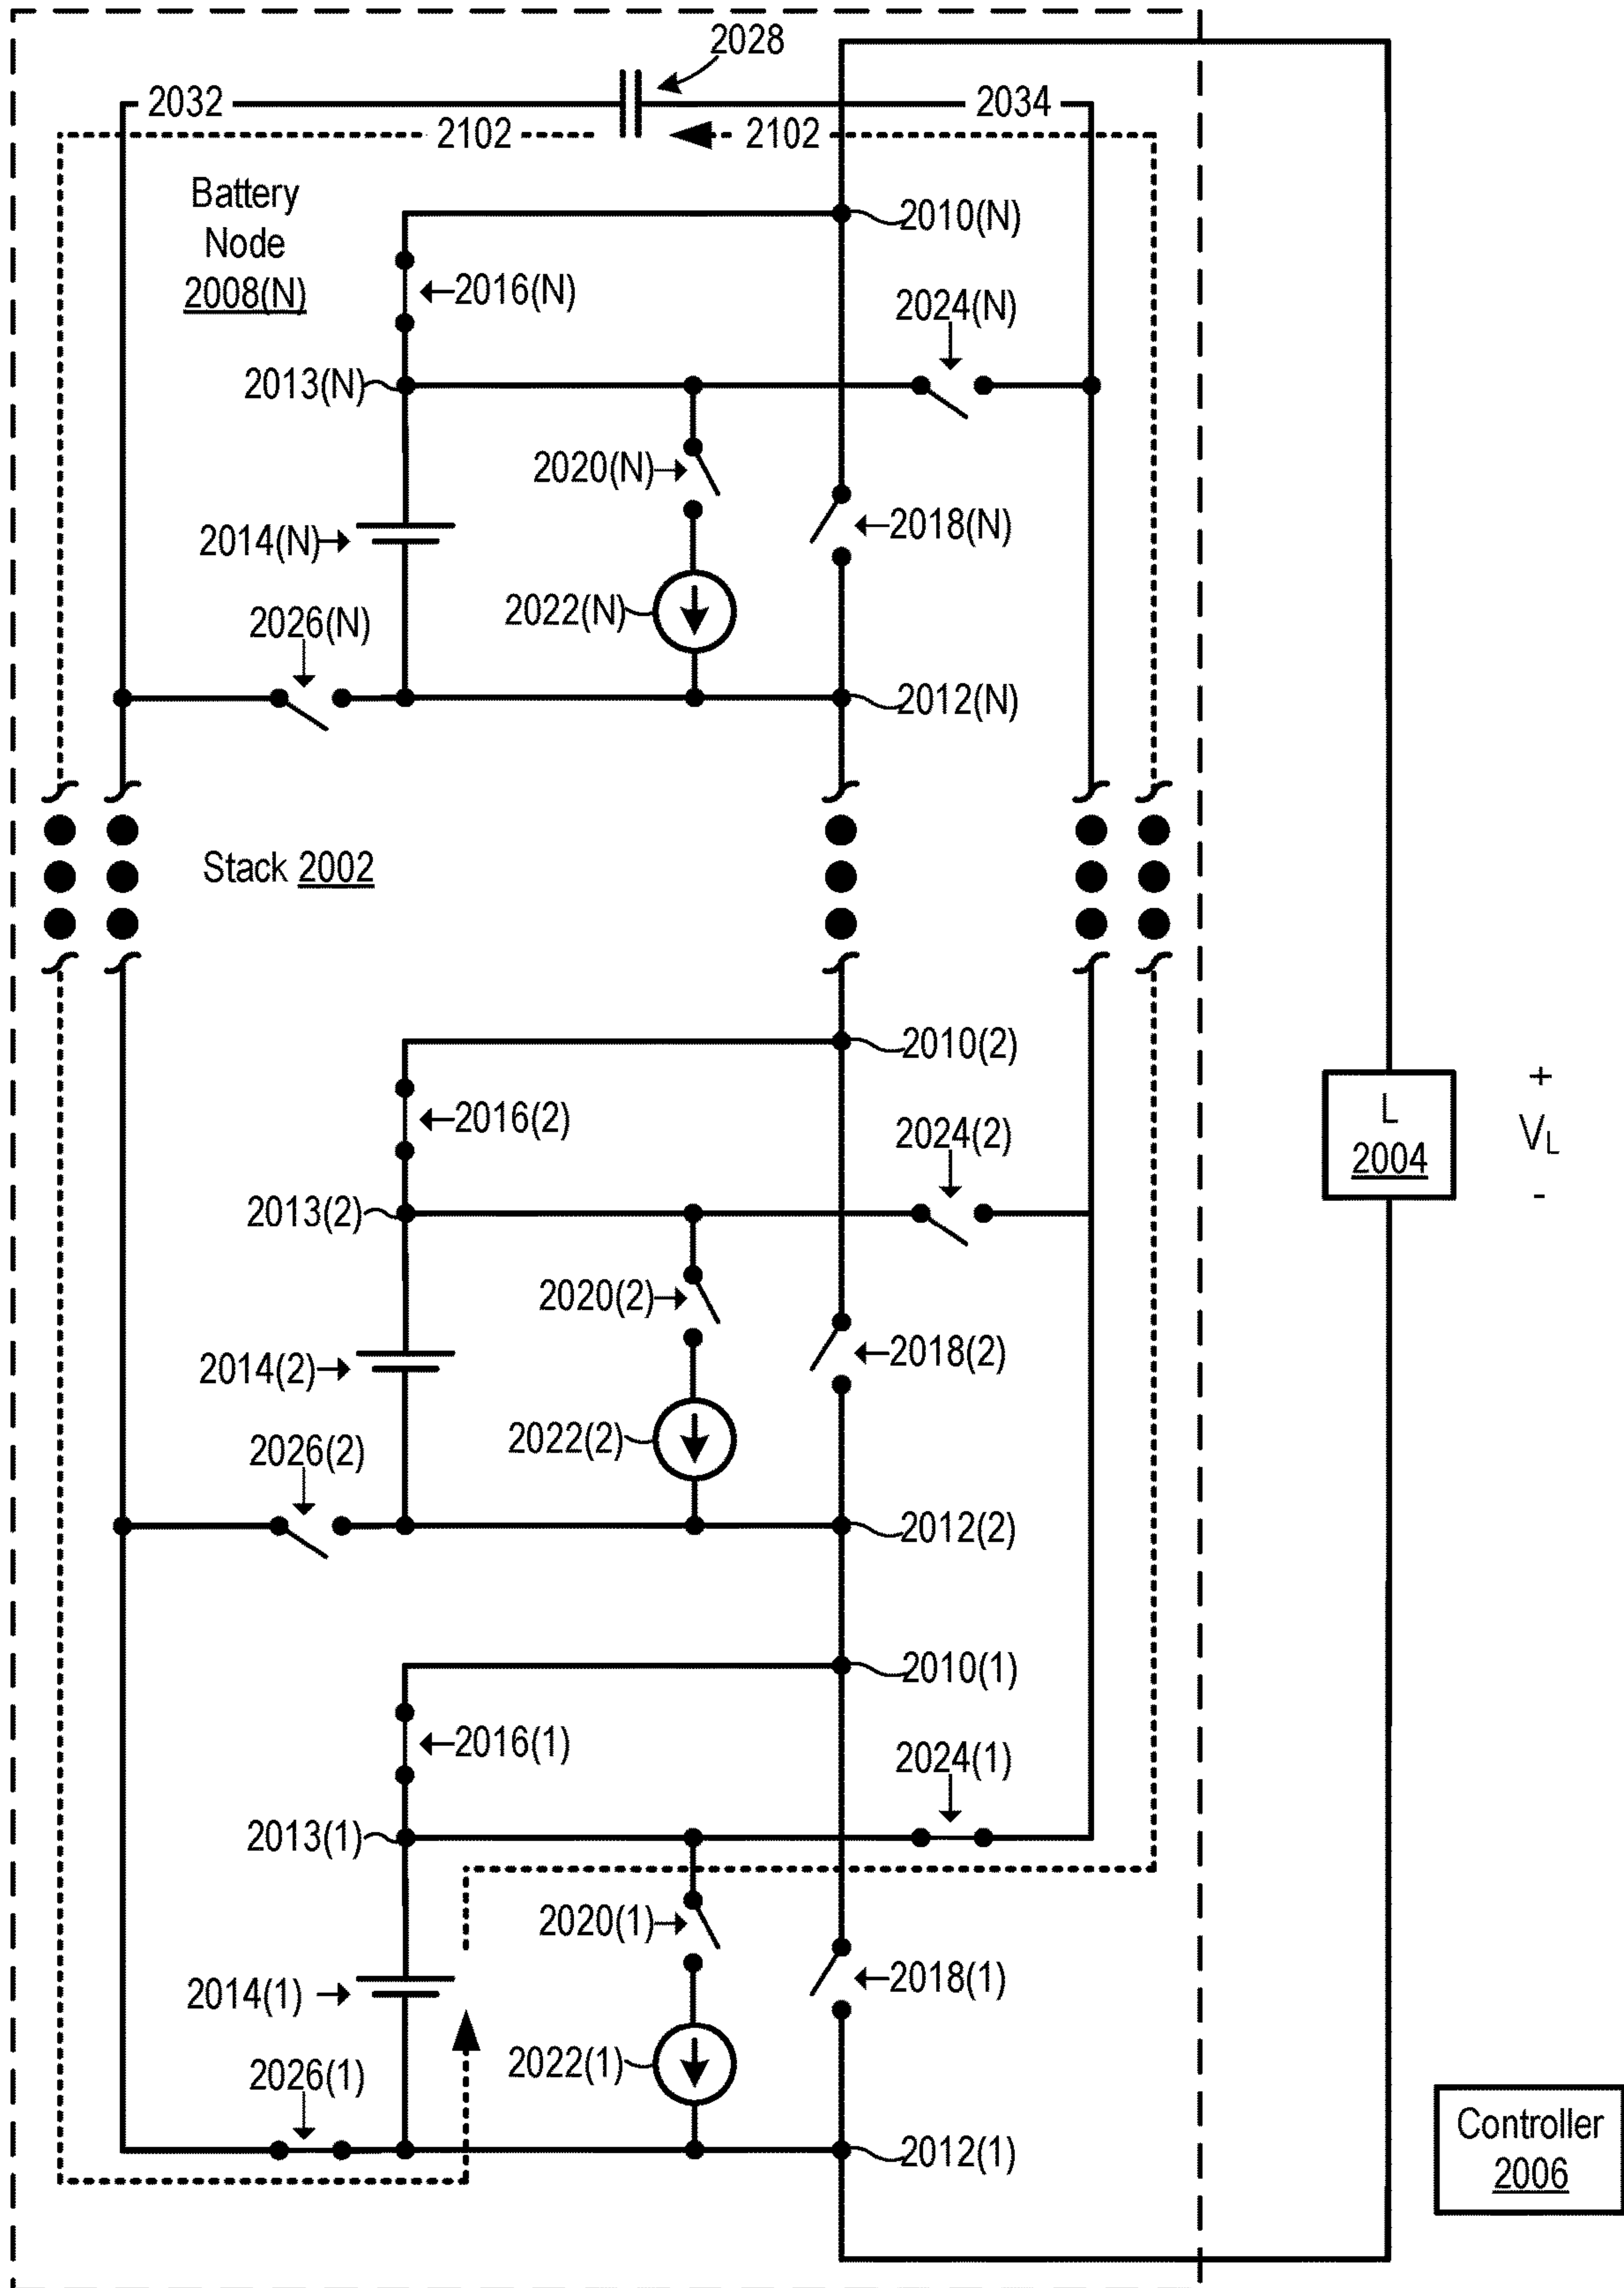 2028
2032
2034
2102
2102
Battery
Node
2008(N)
2010(N)
2016(N)
2024(N)
2013(N)
2020(N)
2014(N)
2018(N)
2022(N)
2026(N)
2012(N)
Stack 2002
2010(2)
2016(2)
2024(2)
2013(2)
2020(2)
2014(2)
2018(2)
2022(2)
2026(2)
2012(2)
L
2004
+
VL
-
2010(1)
2016(1)
2024(1)
2013(1)
2020(1)
2014(1)
2018(1)
2022(1)
2026(1)
2012(1)
Controller
2006